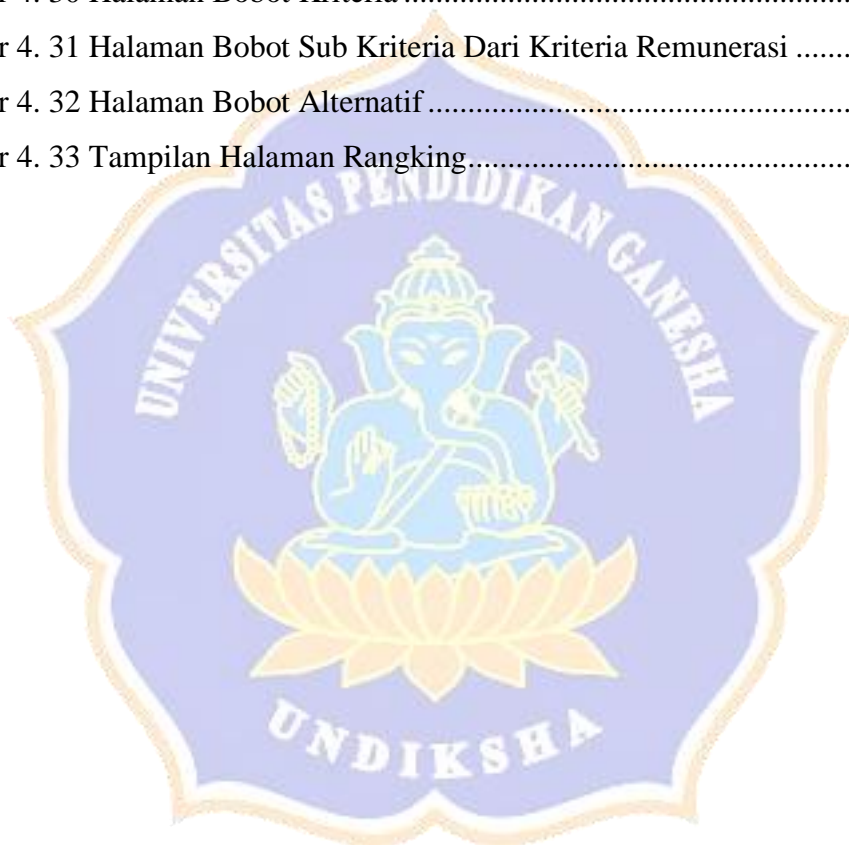 r 4. 30 Halaman Bobot Kriteria ........................................................
r 4. 31 Halaman Bobot Sub Kriteria Dari Kriteria Remunerasi .......
r 4. 32 Halaman Bobot Alternatif .....................................................
r 4. 33 Tampilan Halaman Rangking................................................
UNIVERSITAS PENDIDIKAN GANESHA
UNDIKSHA